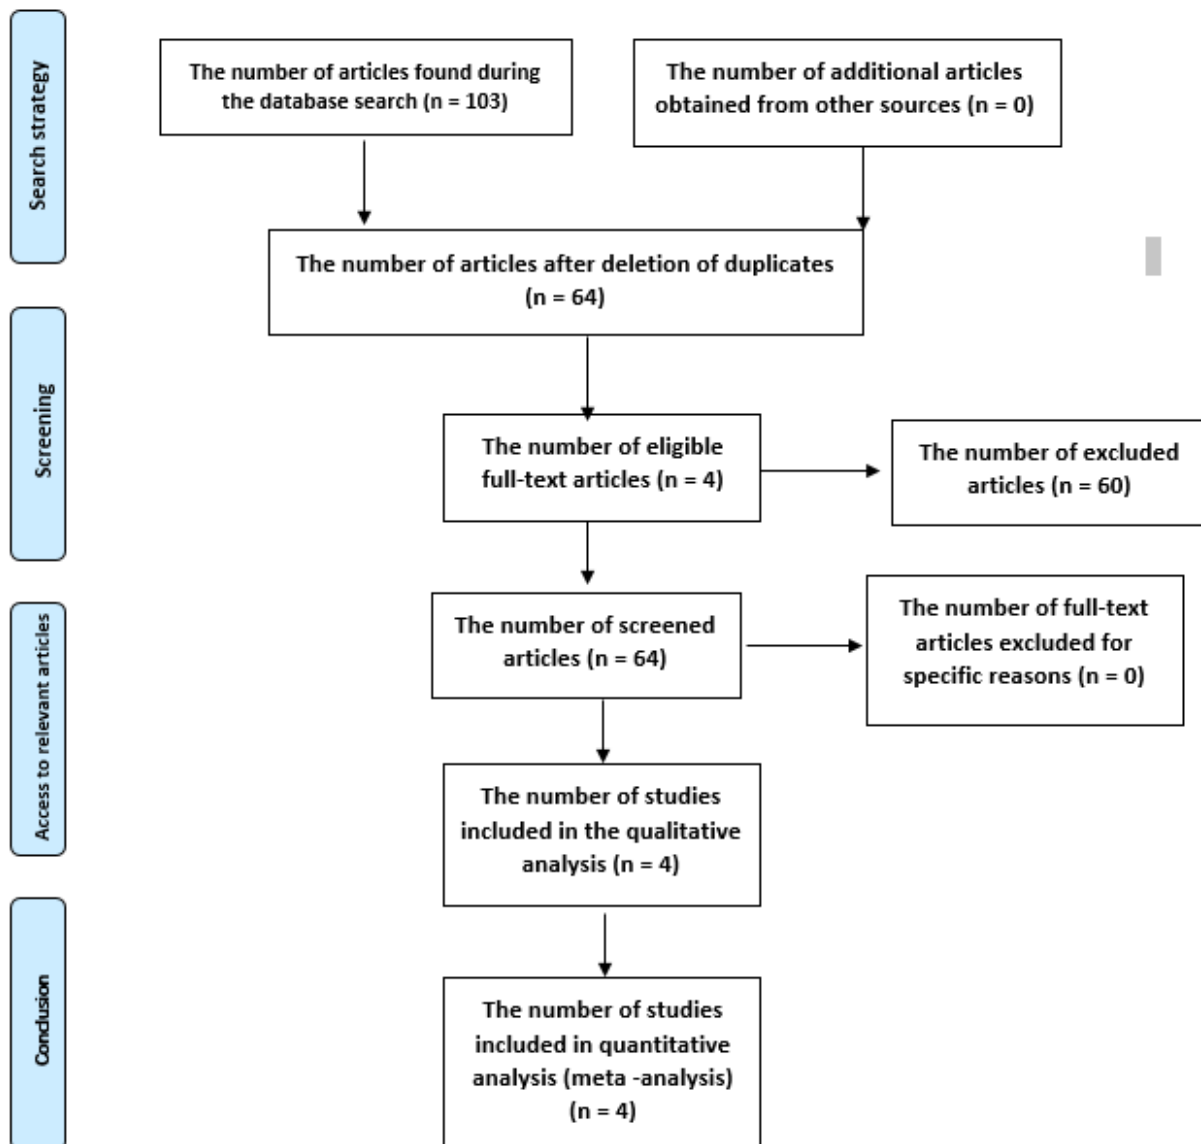 Search strategy
The number of articles found during
the database search (n = 103)
The number of additional articles
obtained from other sources (n = 0)
The number of articles after deletion of duplicates
(n = 64)
Screening
The number of eligible
full-text articles (n = 4)
The number of excluded
articles (n = 60)
Access to relevant articles
The number of screened
articles (n = 64)
The number of full-text
articles excluded for
specific reasons (n = 0)
The number of studies
included in the qualitative
analysis (n = 4)
Conclusion
The number of studies
included in quantitative
analysis (meta -analysis)
(n = 4)